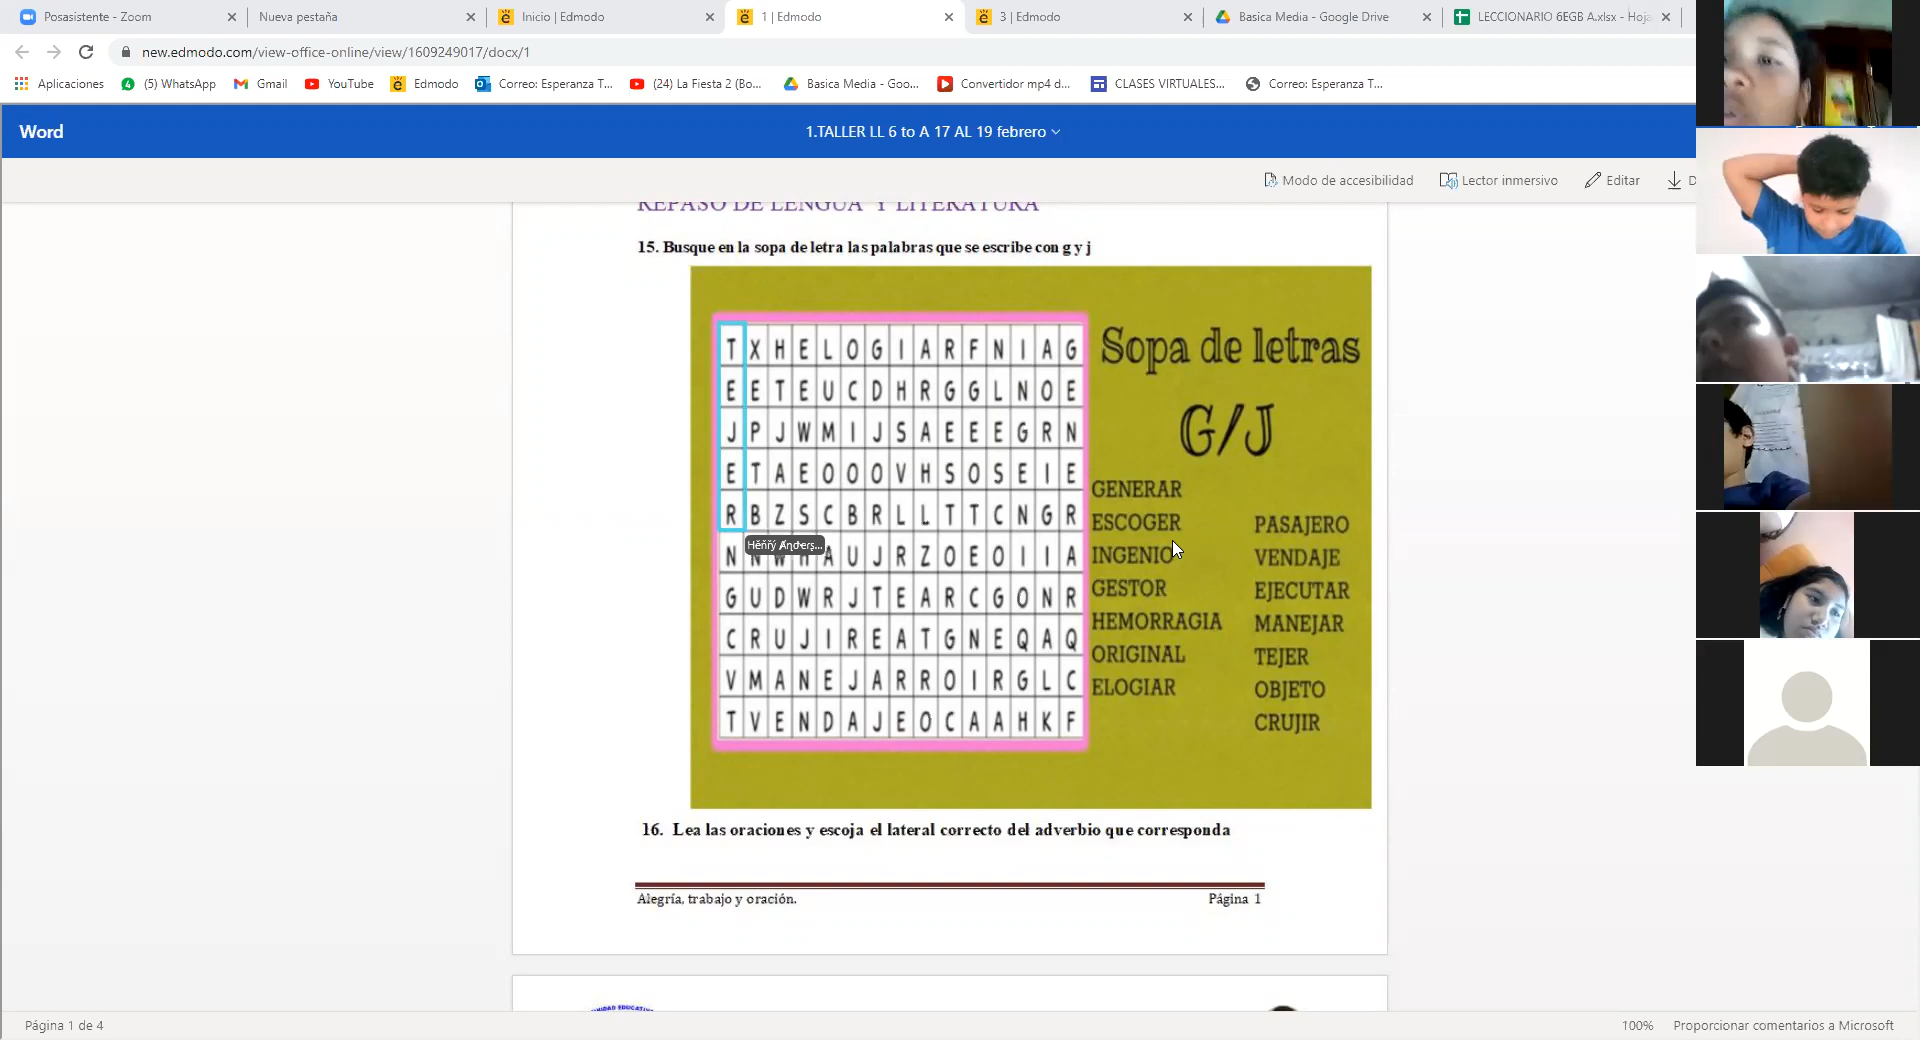 Posasistente - Zoom
Nueva pestaña
Inicio | Edmodo
1 | Edmodo
3 | Edmodo
Basica Media - Google Drive
LECCIONARIO 6EGB A.xlsx - Hoja
new.edmodo.com/view-office-online/view/1609249017/docx/1
Aplicaciones
(5) WhatsApp
Gmail
YouTube
Edmodo
Correo: Esperanza T...
(24) La Fiesta 2 (Bo...
Basica Media - Goo...
Convertidor mp4 d...
CLASES VIRTUALES...
Correo: Esperanza T...
Word
1.TALLER LL 6 to A 17 AL 19 febrero
Modo de accesibilidad
Lector inmersivo
Editar
D
REPASO DE LENGUA Y LITERATURA
15. Busque en la sopa de letra las palabras que se escribe con g y j
T X H E L O G I A R F N I A G
E E T E U C D H R G G L N O E
J P J W M I J S A E E E G R N
E T A E O O O V H S O S E I E
R B Z S C B R L L T T C N G R
N N W H A U J R Z O E O I I A
G U D W R J T E A R C G O N R
C R U J I R E A T G N E Q A Q
V M A N E J A R R O I R G L C
T V E N D A J E O C A A H K F
Hěňřý Anders...
Sopa de letras
G/J
GENERAR
ESCOGER
INGENIO
GESTOR
HEMORRAGIA
ORIGINAL
ELOGIAR
PASAJERO
VENDAJE
EJECUTAR
MANEJAR
TEJER
OBJETO
CRUJIR
16. Lea las oraciones y escoja el lateral correcto del adverbio que corresponda
Alegría, trabajo y oración.
Página 1
UNIDAD EDUCATIVA
Página 1 de 4
100%
Proporcionar comentarios a Microsoft